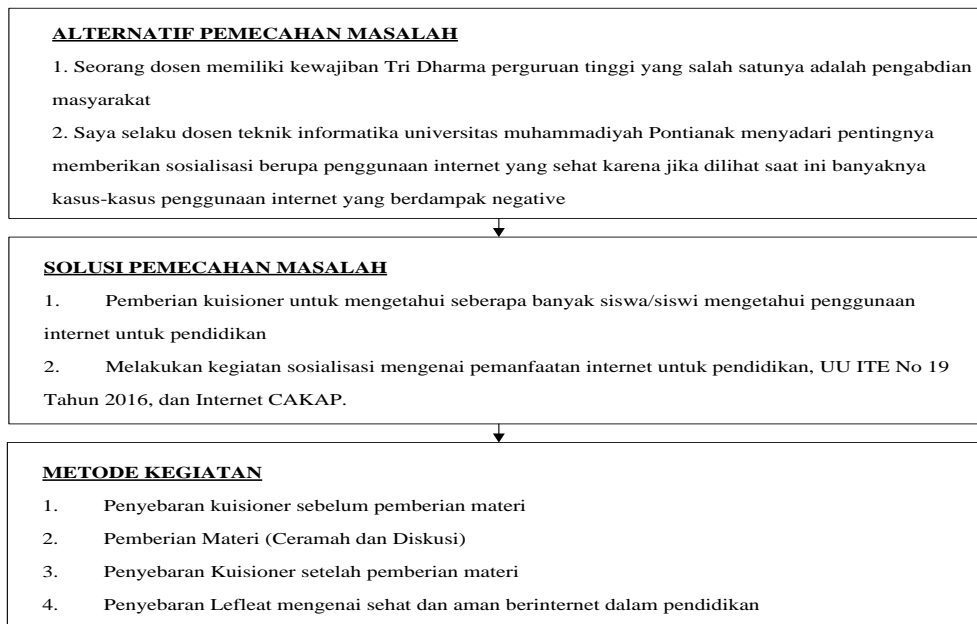 ALTERNATIF PEMECAHAN MASALAH
1. Seorang dosen memiliki kewajiban Tri Dharma perguruan tinggi yang salah satunya adalah pengabdian
masyarakat
2. Saya selaku dosen teknik informatika universitas muhammadiyah Pontianak menyadari pentingnya
memberikan sosialisasi berupa penggunaan internet yang sehat karena jika dilihat saat ini banyaknya
kasus-kasus penggunaan internet yang berdampak negative
SOLUSI PEMECAHAN MASALAH
1. Pemberian kuisioner untuk mengetahui seberapa banyak siswa/siswi mengetahui penggunaan
internet untuk pendidikan
2. Melakukan kegiatan sosialisasi mengenai pemanfaatan internet untuk pendidikan, UU ITE No 19
Tahun 2016, dan Internet CAKAP.
METODE KEGIATAN
1. Penyebaran kuisioner sebelum pemberian materi
2. Pemberian Materi (Ceramah dan Diskusi)
3. Penyebaran Kuisioner setelah pemberian materi
4. Penyebaran Lefleat mengenai sehat dan aman berinternet dalam pendidikan